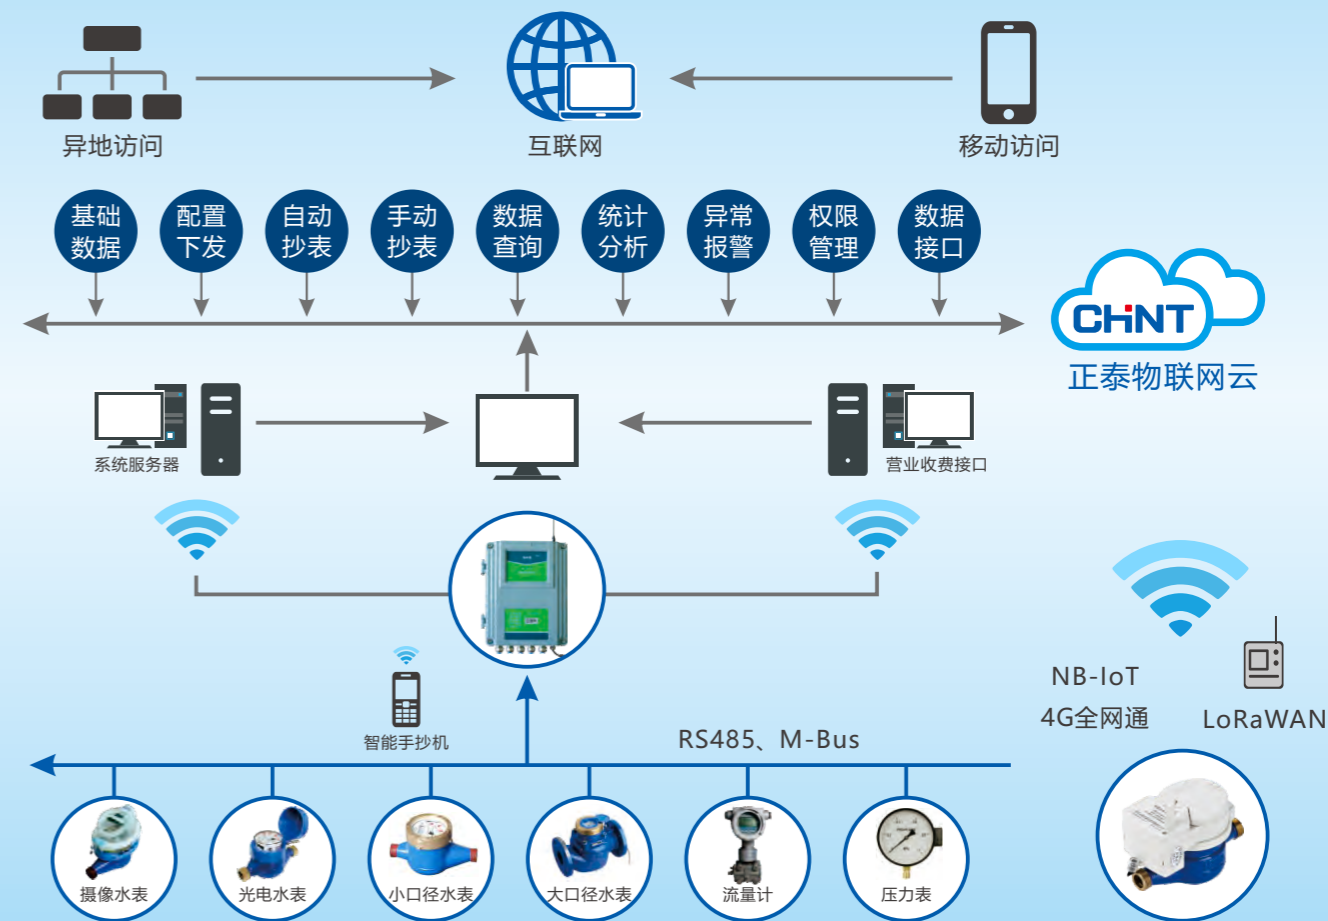 异地访问
互联网
移动访问
基础
数据
配置
下发
自动
抄表
手动
抄表
数据
查询
统计
分析
异常
报警
权限
管理
数据
接口
CHINT
正泰物联网云
系统服务器
营业收费接口
智能手抄机
RS485、M-Bus
NB-IoT
4G全网通
LoRaWAN
摄像水表
光电水表
小口径水表
大口径水表
流量计
压力表